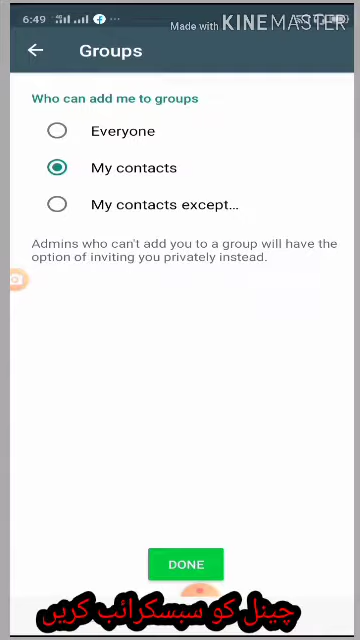 6:49
Made with KINEMASTER
Groups
Who can add me to groups
Everyone
My contacts
My contacts except...
Admins who can't add you to a group will have the
option of inviting you privately instead.
DONE
چینل کو سبسکرائب کریں